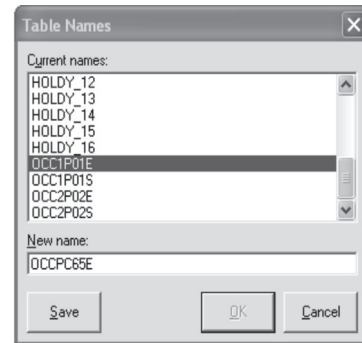 Table Names
Current names:
HOLDY_12
HOLDY_13
HOLDY_14
HOLDY_15
HOLDY_16
OCC1P01E
OCC1P01S
OCC2P02E
OCC2P02S
New name:
OCCPC65E
Save OK Cancel